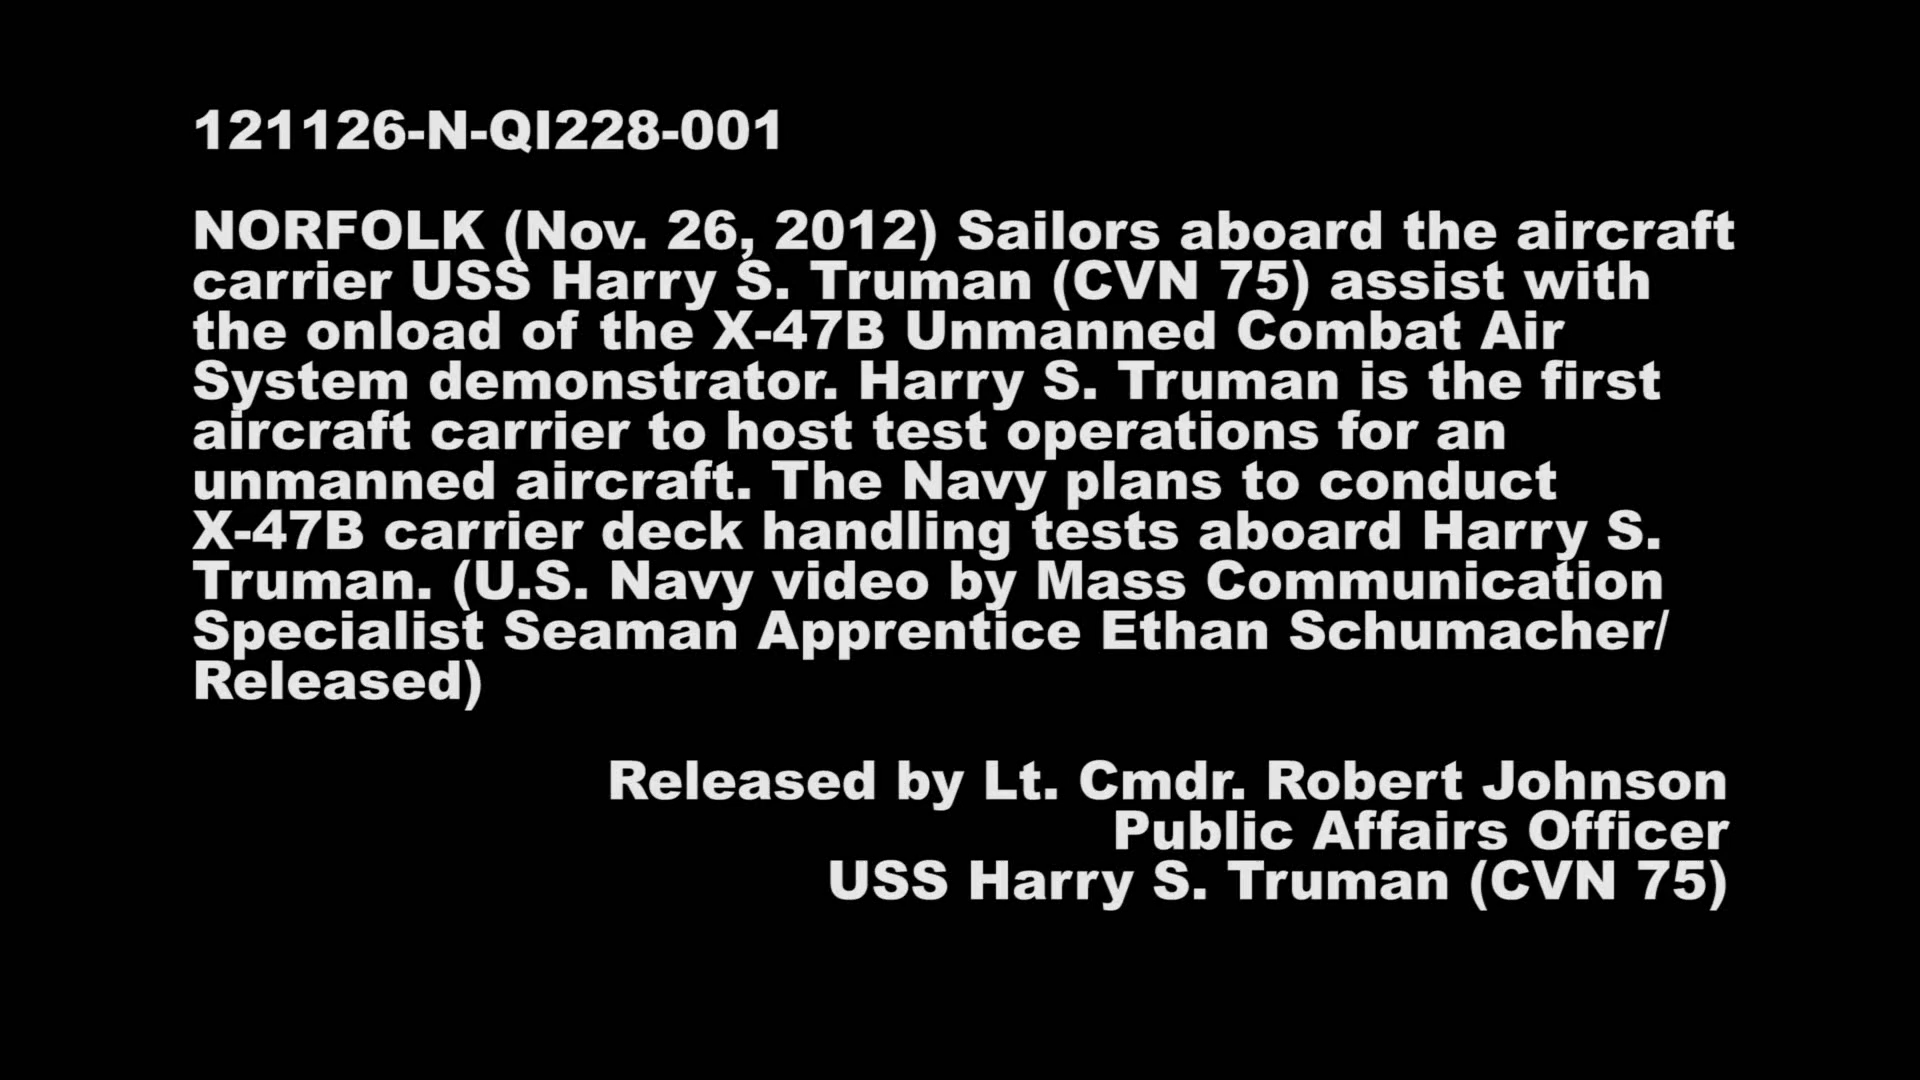 121126-N-QI228-001
NORFOLK (Nov. 26, 2012) Sailors aboard the aircraft
carrier USS Harry S. Truman (CVN 75) assist with
the onload of the X-47B Unmanned Combat Air
System demonstrator. Harry S. Truman is the first
aircraft carrier to host test operations for an
unmanned aircraft. The Navy plans to conduct
X-47B carrier deck handling tests aboard Harry S.
Truman. (U.S. Navy video by Mass Communication
Specialist Seaman Apprentice Ethan Schumacher/
Released)
Released by Lt. Cmdr. Robert Johnson
Public Affairs Officer
USS Harry S. Truman (CVN 75)